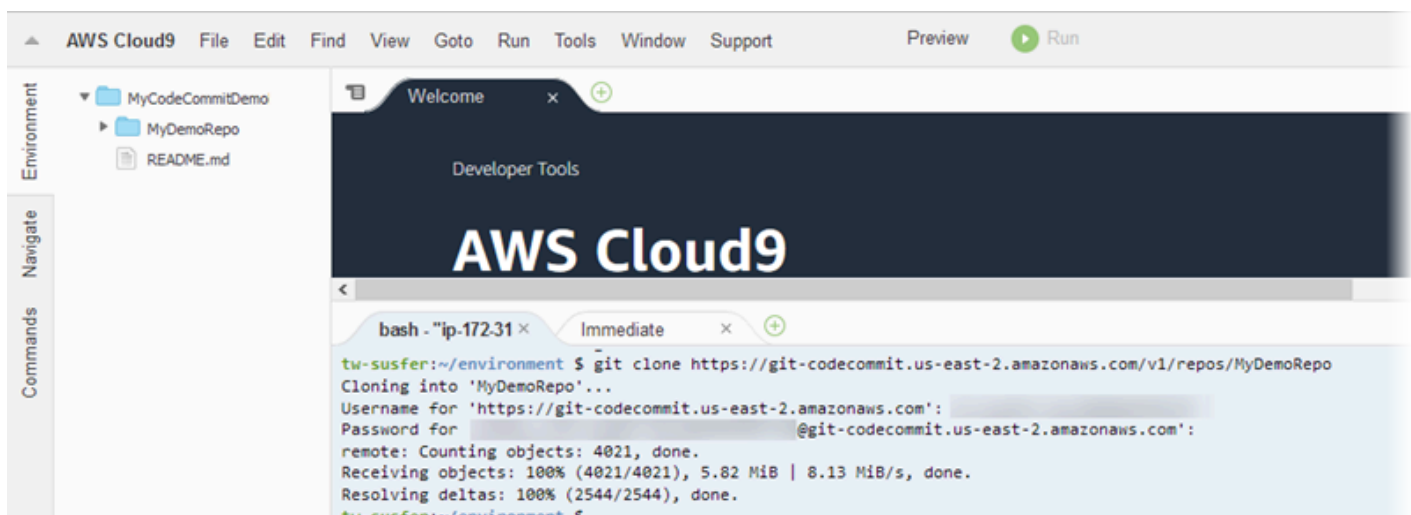 AWS Cloud9 File Edit Find View Goto Run Tools Window Support Preview Run
Environment
Navigate
Commands
MyCodeCommitDemo
MyDemoRepo
README.md
Welcome
Developer Tools
AWS Cloud9
bash - "ip-172-31 Immediate
tw-susfer:~/environment $ git clone https://git-codecommit.us-east-2.amazonaws.com/v1/repos/MyDemoRepo
Cloning into 'MyDemoRepo'...
Username for 'https://git-codecommit.us-east-2.amazonaws.com':
Password for @git-codecommit.us-east-2.amazonaws.com':
remote: Counting objects: 4021, done.
Receiving objects: 100% (4021/4021), 5.82 MiB | 8.13 MiB/s, done.
Resolving deltas: 100% (2544/2544), done.
tw-susfer:~/environment $